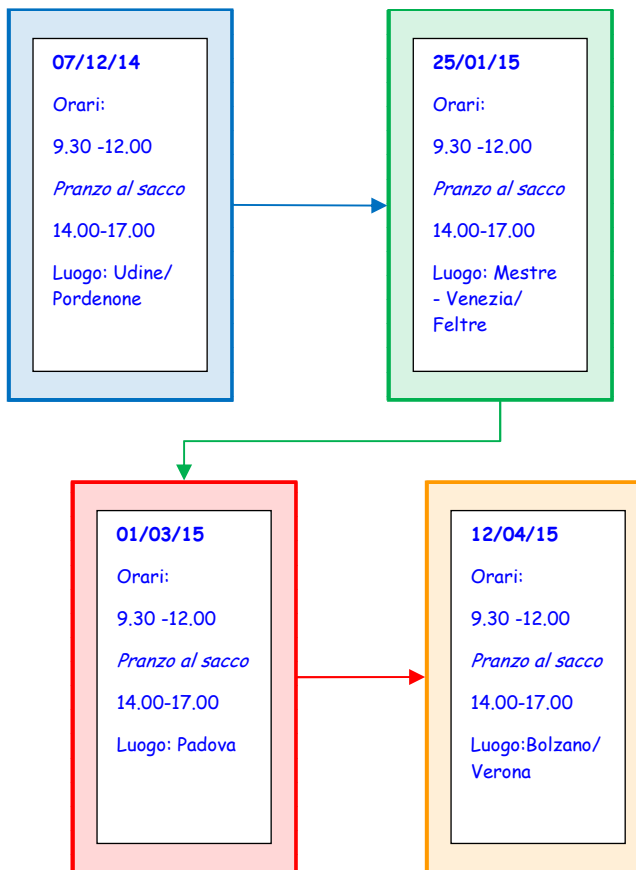 07/12/14
Orari:
9.30 -12.00
Pranzo al sacco
14.00-17.00
Luogo: Udine/
Pordenone
25/01/15
Orari:
9.30 -12.00
Pranzo al sacco
14.00-17.00
Luogo: Mestre
- Venezia/
Feltre
01/03/15
Orari:
9.30 -12.00
Pranzo al sacco
14.00-17.00
Luogo: Padova
12/04/15
Orari:
9.30 -12.00
Pranzo al sacco
14.00-17.00
Luogo:Bolzano/
Verona